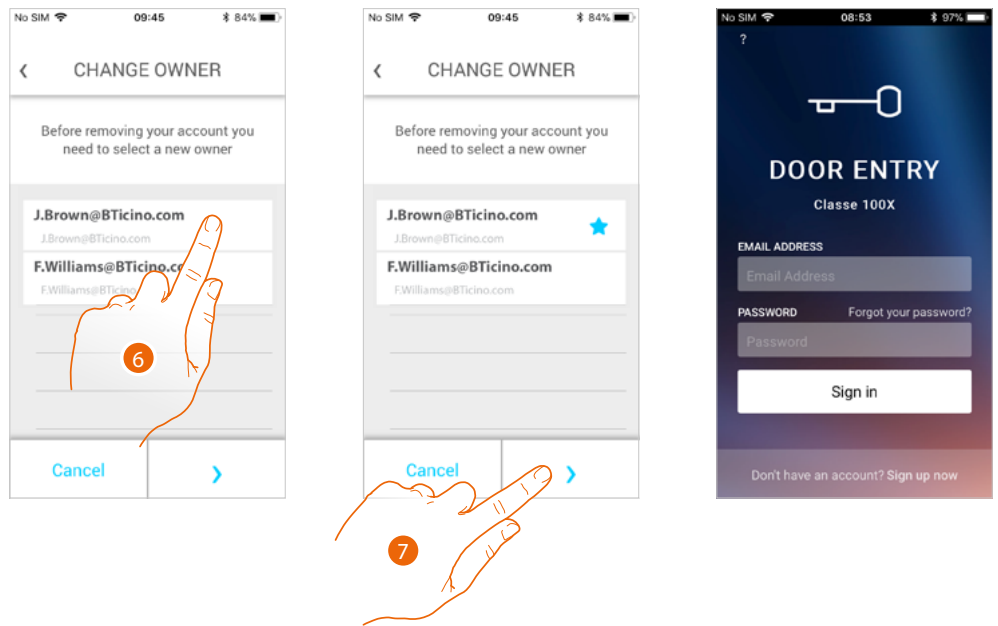 No SIM 09:45 84%
CHANGE OWNER
Before removing your account you
need to select a new owner
J.Brown@BTicino.com
J.Brown@BTicino.com
F.Williams@BTicino.co
F.Williams@BTicino
6
Cancel
No SIM 09:45 84%
CHANGE OWNER
Before removing your account you
need to select a new owner
J.Brown@BTicino.com
J.Brown@BTicino.com
F.Williams@BTicino.com
F.Williams@BTicino.com
Cancel
7
No SIM 08:53 97%
?
DOOR ENTRY
Classe 100X
EMAIL ADDRESS
Email Address
PASSWORD Forgot your password?
Password
Sign in
Don't have an account? Sign up now